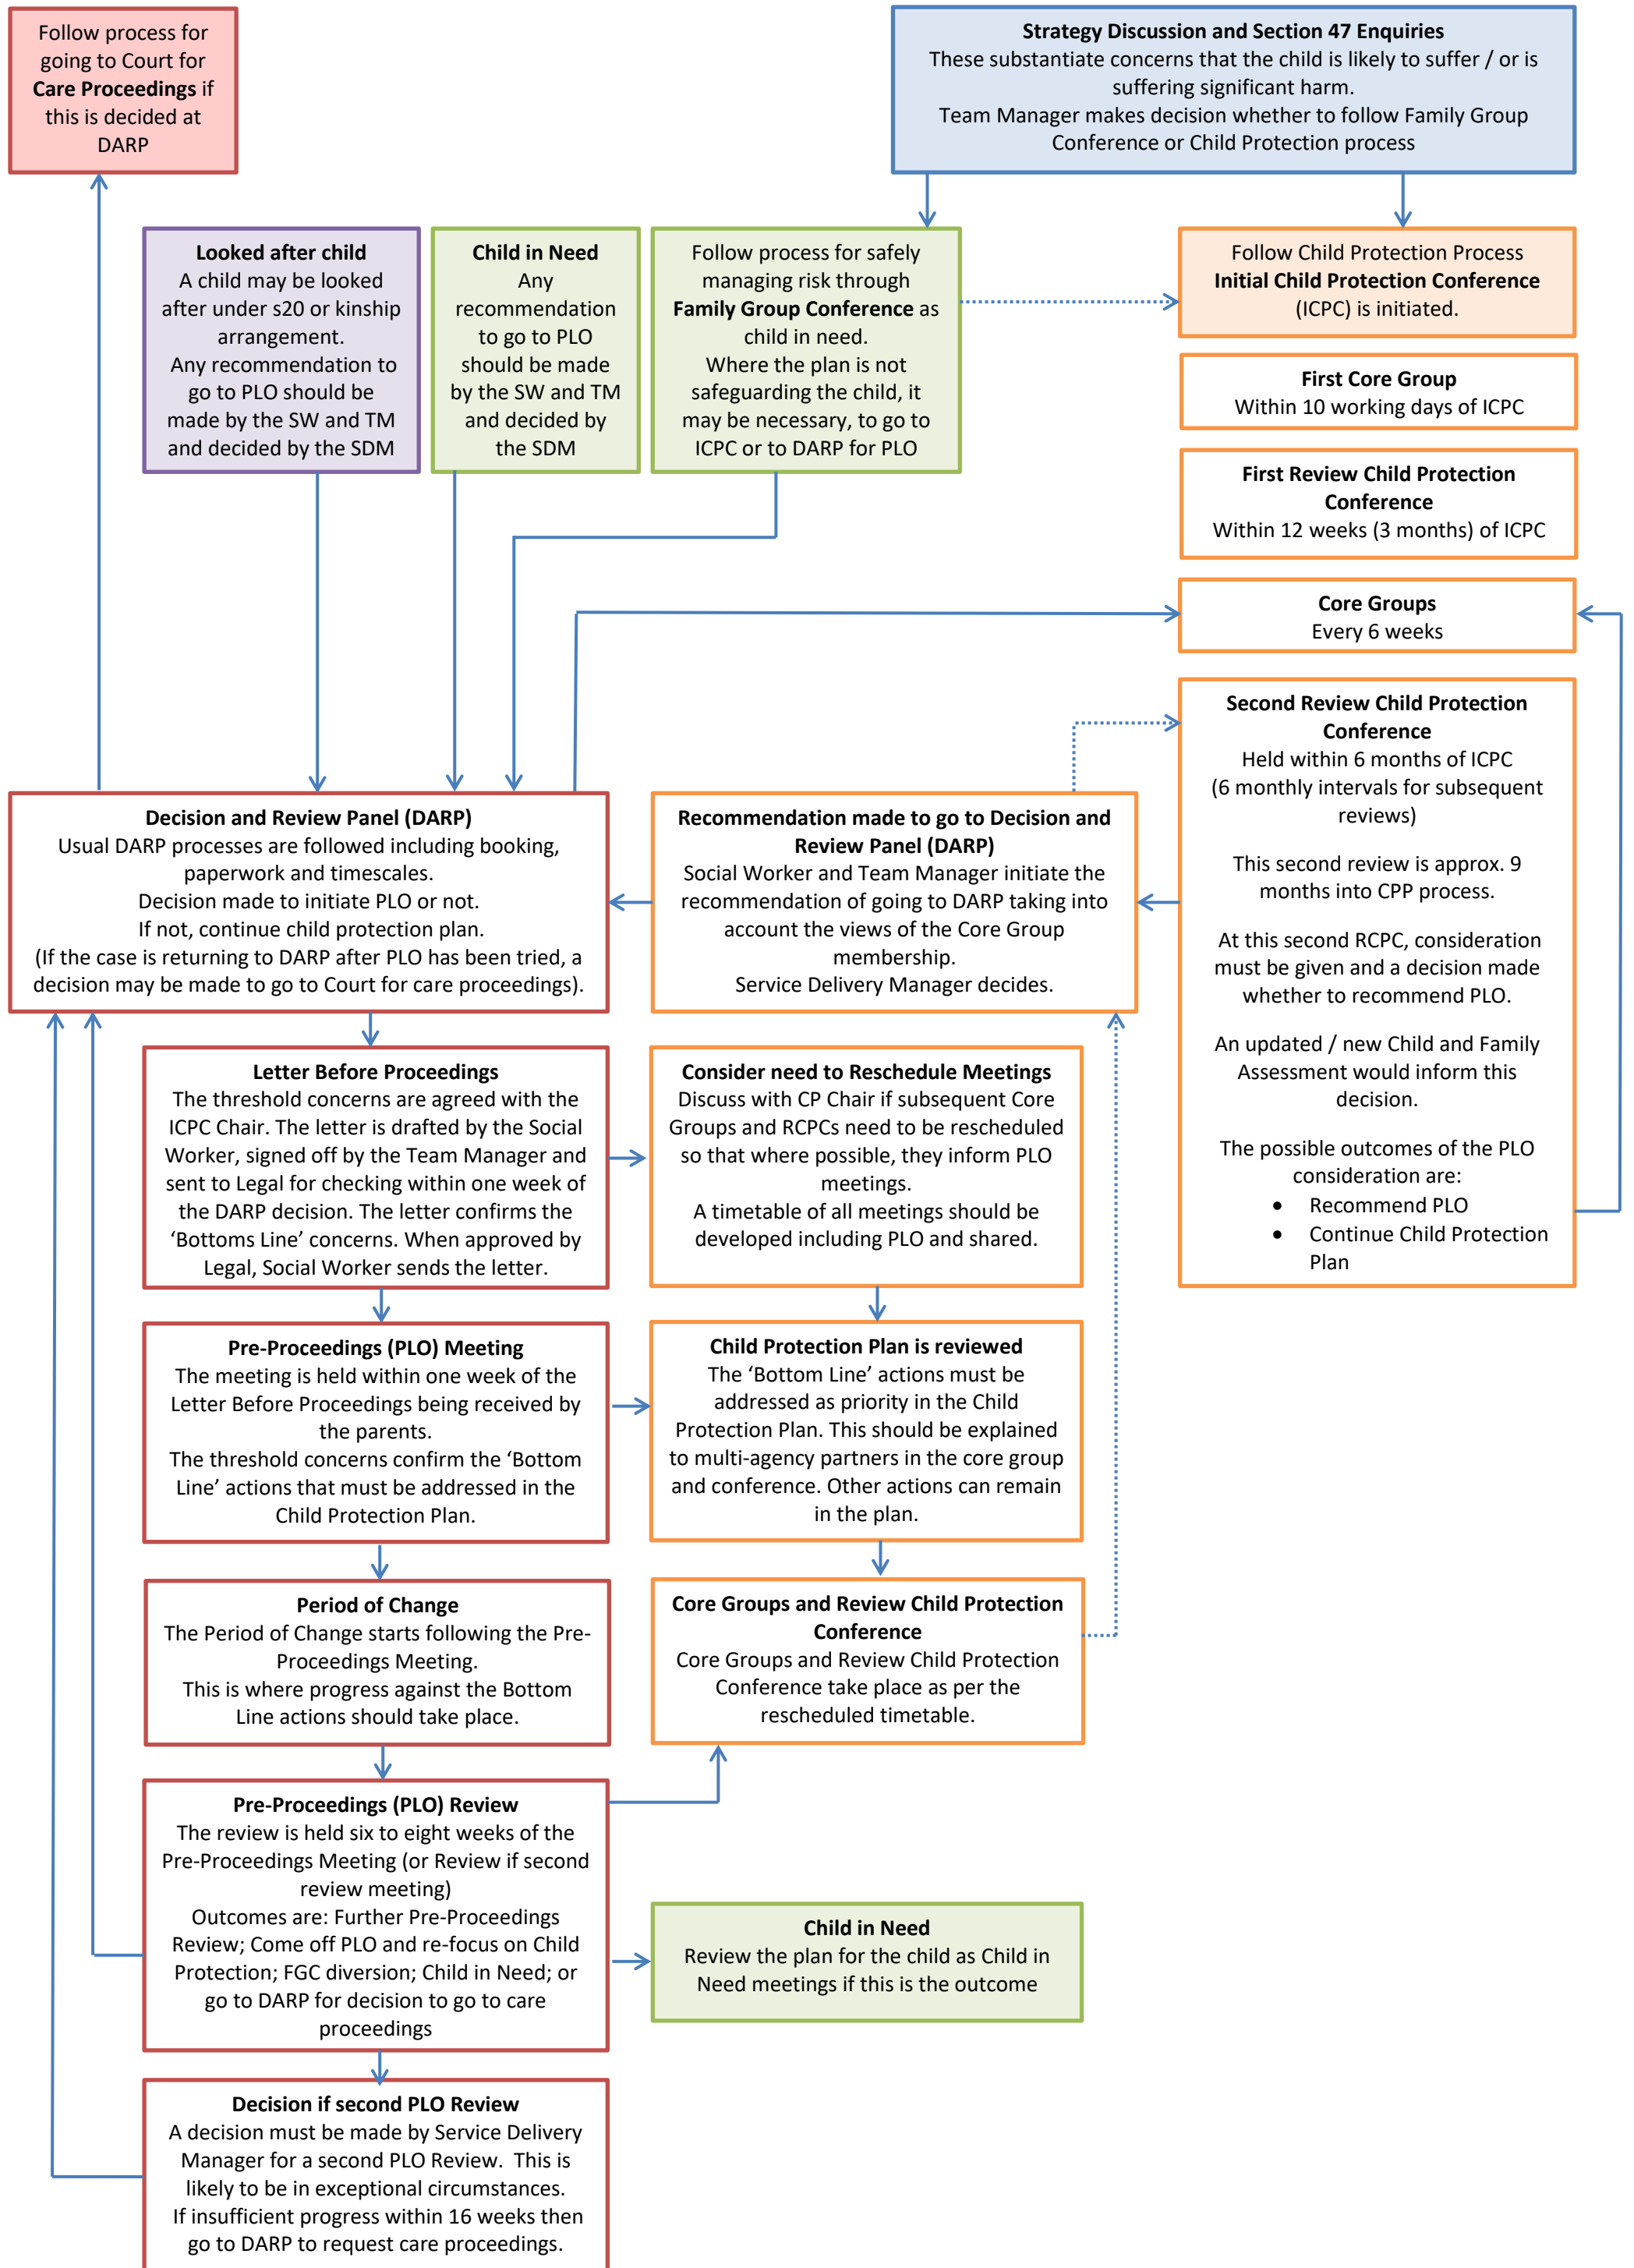 Follow process for
going to Court for
Care Proceedings if
this is decided at
DARP
Strategy Discussion and Section 47 Enquiries
These substantiate concerns that the child is likely to suffer / or is
suffering significant harm.
Team Manager makes decision whether to follow Family Group
Conference or Child Protection process
Looked after child
A child may be looked
after under s20 or kinship
arrangement.
Any recommendation to
go to PLO should be
made by the SW and TM
and decided by the SDM
Child in Need
Any
recommendation
to go to PLO
should be made
by the SW and TM
and decided by
the SDM
Follow process for safely
managing risk through
Family Group Conference as
child in need.
Where the plan is not
safeguarding the child, it
may be necessary, to go to
ICPC or to DARP for PLO
Follow Child Protection Process
Initial Child Protection Conference
(ICPC) is initiated.
First Core Group
Within 10 working days of ICPC
First Review Child Protection
Conference
Within 12 weeks (3 months) of ICPC
Core Groups
Every 6 weeks
Second Review Child Protection
Conference
Held within 6 months of ICPC
(6 monthly intervals for subsequent
reviews)
This second review is approx. 9
months into CPP process.
At this second RCPC, consideration
must be given and a decision made
whether to recommend PLO.
An updated / new Child and Family
Assessment would inform this
decision.
The possible outcomes of the PLO
consideration are:
• Recommend PLO
• Continue Child Protection
Plan
Decision and Review Panel (DARP)
Usual DARP processes are followed including booking,
paperwork and timescales.
Decision made to initiate PLO or not.
If not, continue child protection plan.
(If the case is returning to DARP after PLO has been tried, a
decision may be made to go to Court for care proceedings).
Recommendation made to go to Decision and
Review Panel (DARP)
Social Worker and Team Manager initiate the
recommendation of going to DARP taking into
account the views of the Core Group
membership.
Service Delivery Manager decides.
Letter Before Proceedings
The threshold concerns are agreed with the
ICPC Chair. The letter is drafted by the Social
Worker, signed off by the Team Manager and
sent to Legal for checking within one week of
the DARP decision. The letter confirms the
‘Bottoms Line’ concerns. When approved by
Legal, Social Worker sends the letter.
Consider need to Reschedule Meetings
Discuss with CP Chair if subsequent Core
Groups and RCPCs need to be rescheduled
so that where possible, they inform PLO
meetings.
A timetable of all meetings should be
developed including PLO and shared.
Pre-Proceedings (PLO) Meeting
The meeting is held within one week of the
Letter Before Proceedings being received by
the parents.
The threshold concerns confirm the ‘Bottom
Line’ actions that must be addressed in the
Child Protection Plan.
Child Protection Plan is reviewed
The ‘Bottom Line’ actions must be
addressed as priority in the Child
Protection Plan. This should be explained
to multi-agency partners in the core group
and conference. Other actions can remain
in the plan.
Period of Change
The Period of Change starts following the Pre-
Proceedings Meeting.
This is where progress against the Bottom
Line actions should take place.
Core Groups and Review Child Protection
Conference
Core Groups and Review Child Protection
Conference take place as per the
rescheduled timetable.
Pre-Proceedings (PLO) Review
The review is held six to eight weeks of the
Pre-Proceedings Meeting (or Review if second
review meeting)
Outcomes are: Further Pre-Proceedings
Review; Come off PLO and re-focus on Child
Protection; FGC diversion; Child in Need; or
go to DARP for decision to go to care
proceedings
Child in Need
Review the plan for the child as Child in
Need meetings if this is the outcome
Decision if second PLO Review
A decision must be made by Service Delivery
Manager for a second PLO Review. This is
likely to be in exceptional circumstances.
If insufficient progress within 16 weeks then
go to DARP to request care proceedings.